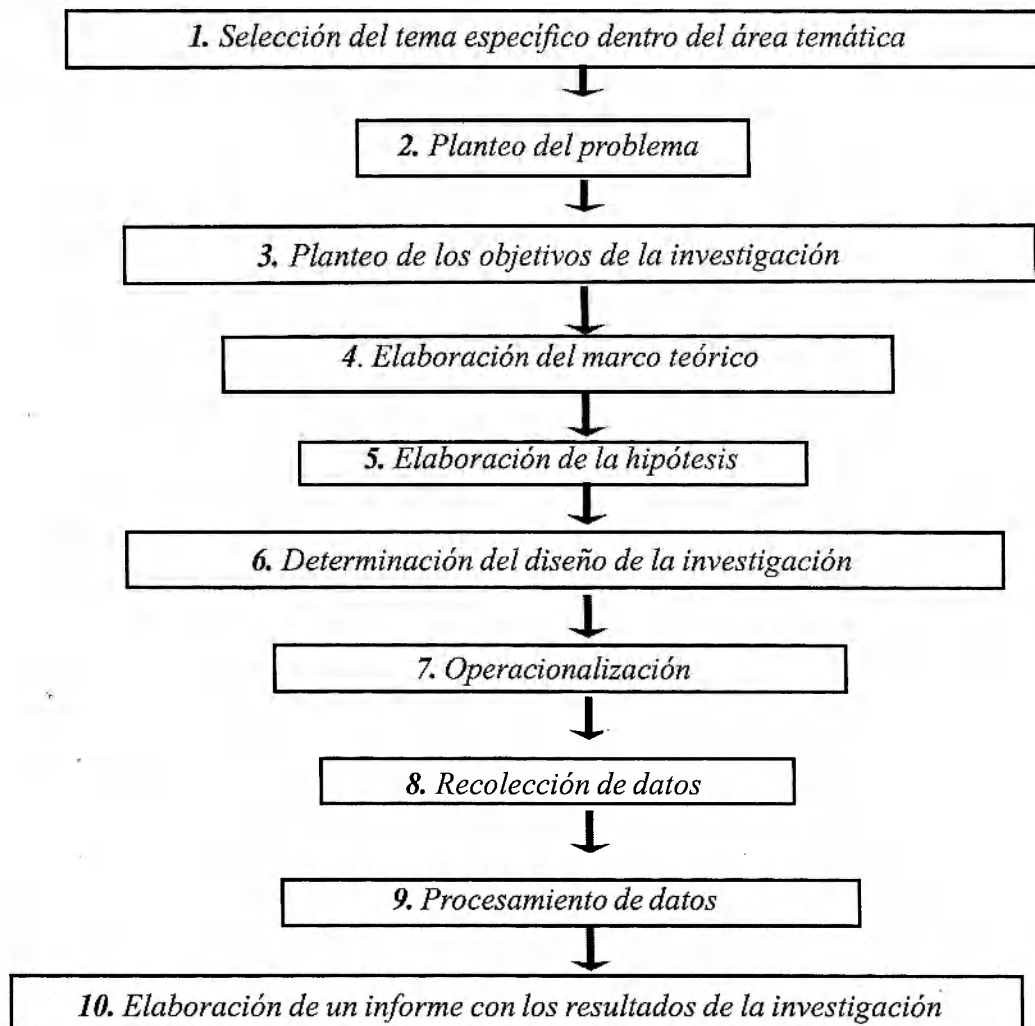 1. Selección del tema específico dentro del área temática
2. Planteo del problema
3. Planteo de los objetivos de la investigación
4. Elaboración del marco teórico
5. Elaboración de la hipótesis
6. Determinación del diseño de la investigación
7. Operacionalización
8. Recolección de datos
9. Procesamiento de datos
10. Elaboración de un informe con los resultados de la investigación